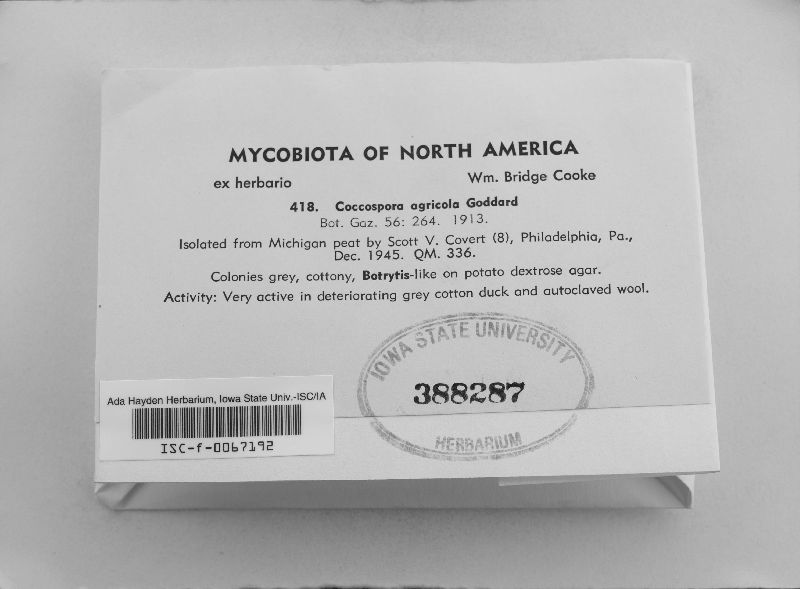 MYCOBIOTA OF NORTH AMERICA
ex herbario Wm. Bridge Cooke
418. Coccospora agricola Goddard
Bot. Gaz. 56: 264. 1913.
Isolated from Michigan peat by Scott V. Covert (8), Philadelphia, Pa.,
Dec. 1945. QM. 336.
Colonies grey, cottony, Botrytis-like on potato dextrose agar.
Activity: Very active in deteriorating grey cotton duck and autoclaved wool.
IOWA STATE UNIVERSITY
388287
HERBARIUM
Ada Hayden Herbarium, Iowa State Univ.-ISC/IA
ISC-f-0067192